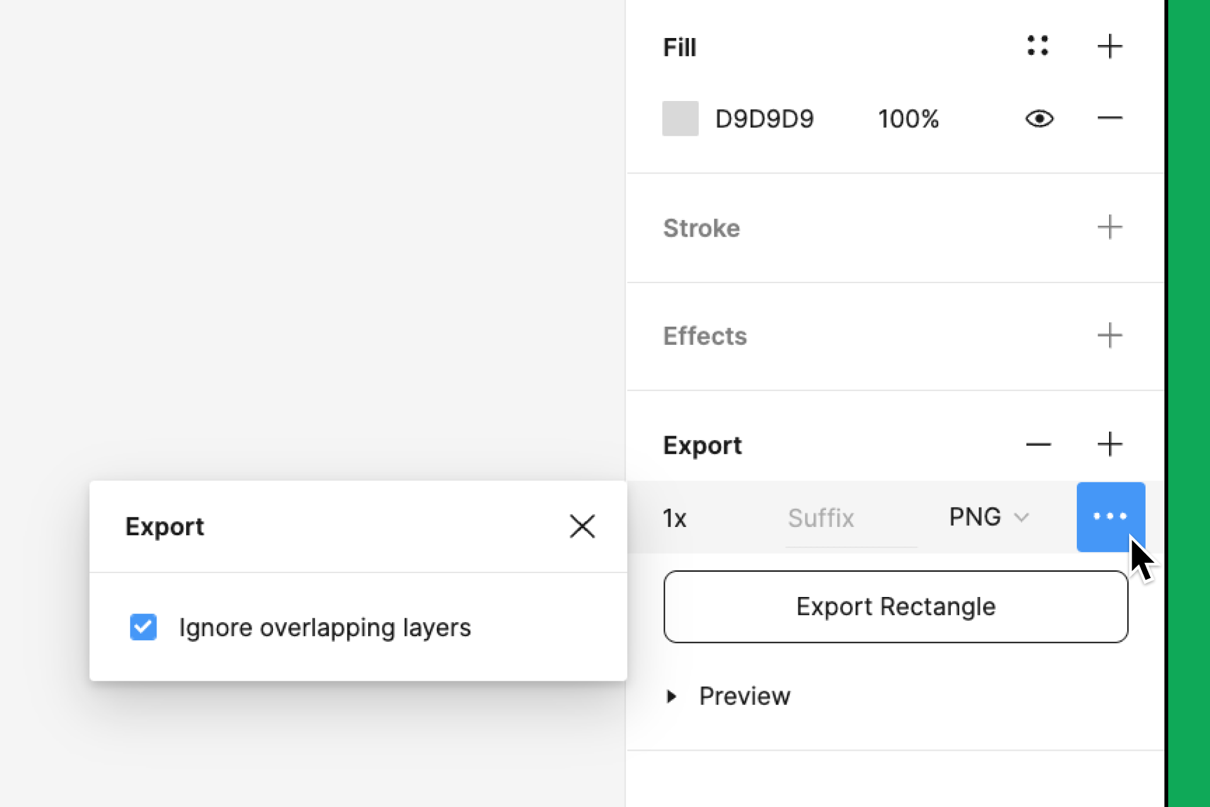 Fill
D9D9D9 100%
Stroke
Effects
Export
1x Suffix PNG
Export Rectangle
Preview
Export
Ignore overlapping layers